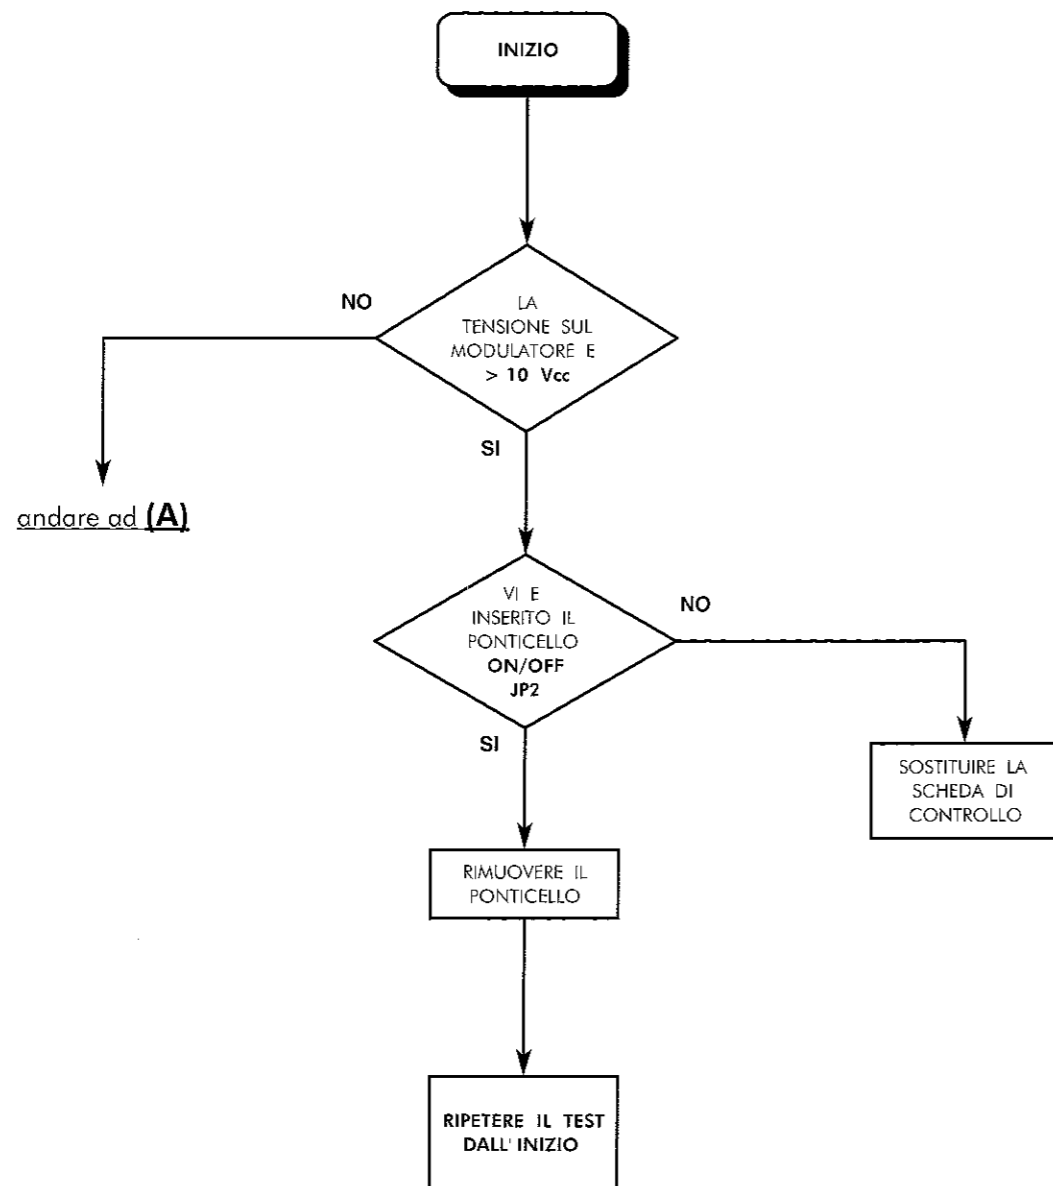 INIZIO
NO
LA
TENSIONE SUL
MODULATORE E
> 10 Vcc
SI
andare ad (A)
VI E
INSERITO IL
PONTICELLO
ON/OFF
JP2
NO
SI
SOSTITUIRE LA
SCHEDA DI
CONTROLLO
RIMUOVERE IL
PONTICELLO
RIPETERE IL TEST
DALL'INIZIO